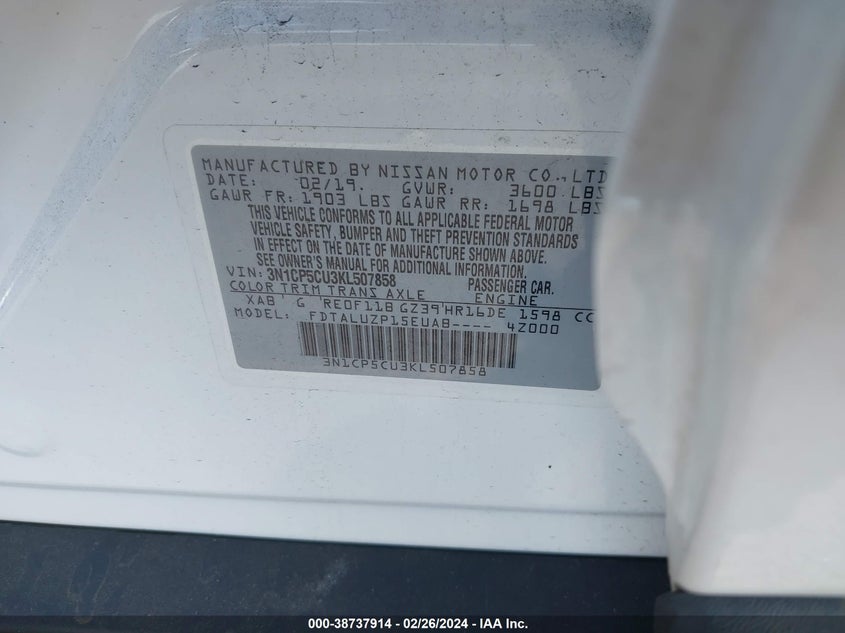 MANUFACTURED BY NISSAN MOTOR CO.,LTD
DATE: 02/19. GVWR: 3600 LBS
GAWR FR: 1903 LBS GAWR RR: 1698 LBS
THIS VEHICLE CONFORMS TO ALL APPLICABLE FEDERAL MOTOR
VEHICLE SAFETY, BUMPER AND THEFT PREVENTION STANDARDS
IN EFFECT ON THE DATE OF MANUFACTURE SHOWN ABOVE.
SEE OWNER'S MANUAL FOR ADDITIONAL INFORMATION.
VIN: 3N1CP5CU3KL507858 PASSENGER CAR.
COLOR TRIM TRANS AXLE ENGINE
XAB G RE0F11B GZ39 HR16DE 1598 CC
MODEL: FDTALUZP15EUAB---- 4Z000
3N1CP5CU3KL507858
000-38737914 - 02/26/2024 - IAA Inc.